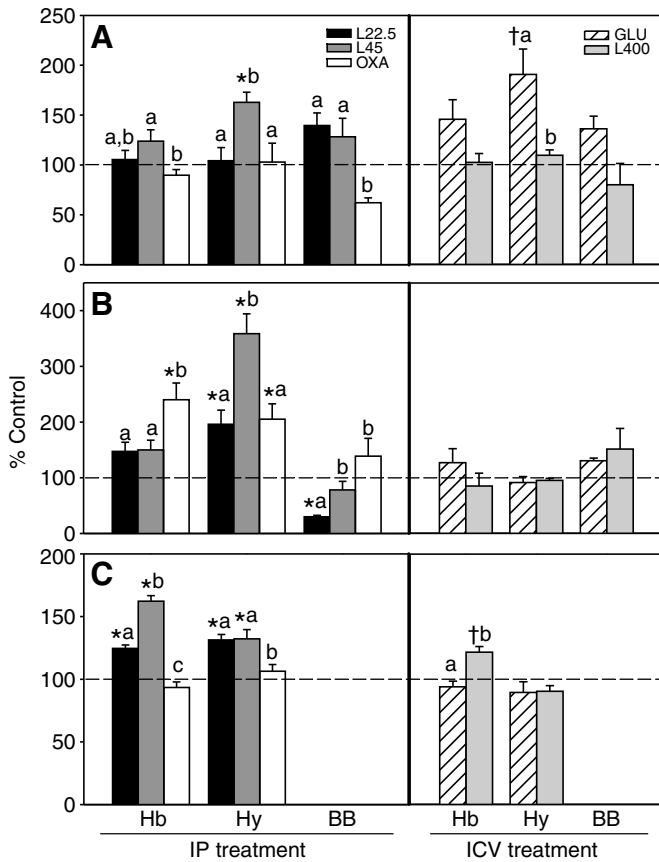 A
250
200
150
100
50
0
L22.5
L45
OXA
a,b
a
b
a
*b
a
a
a
b
GLU
L400
†a
b
% Control
B
400
300
200
100
0
a
a
*b
*a
*b
*a
*a
b
b
C
200
150
100
50
0
*a
*b
c
*a
*a
b
a
†b
Hb Hy BB
Hb Hy BB
IP treatment
ICV treatment